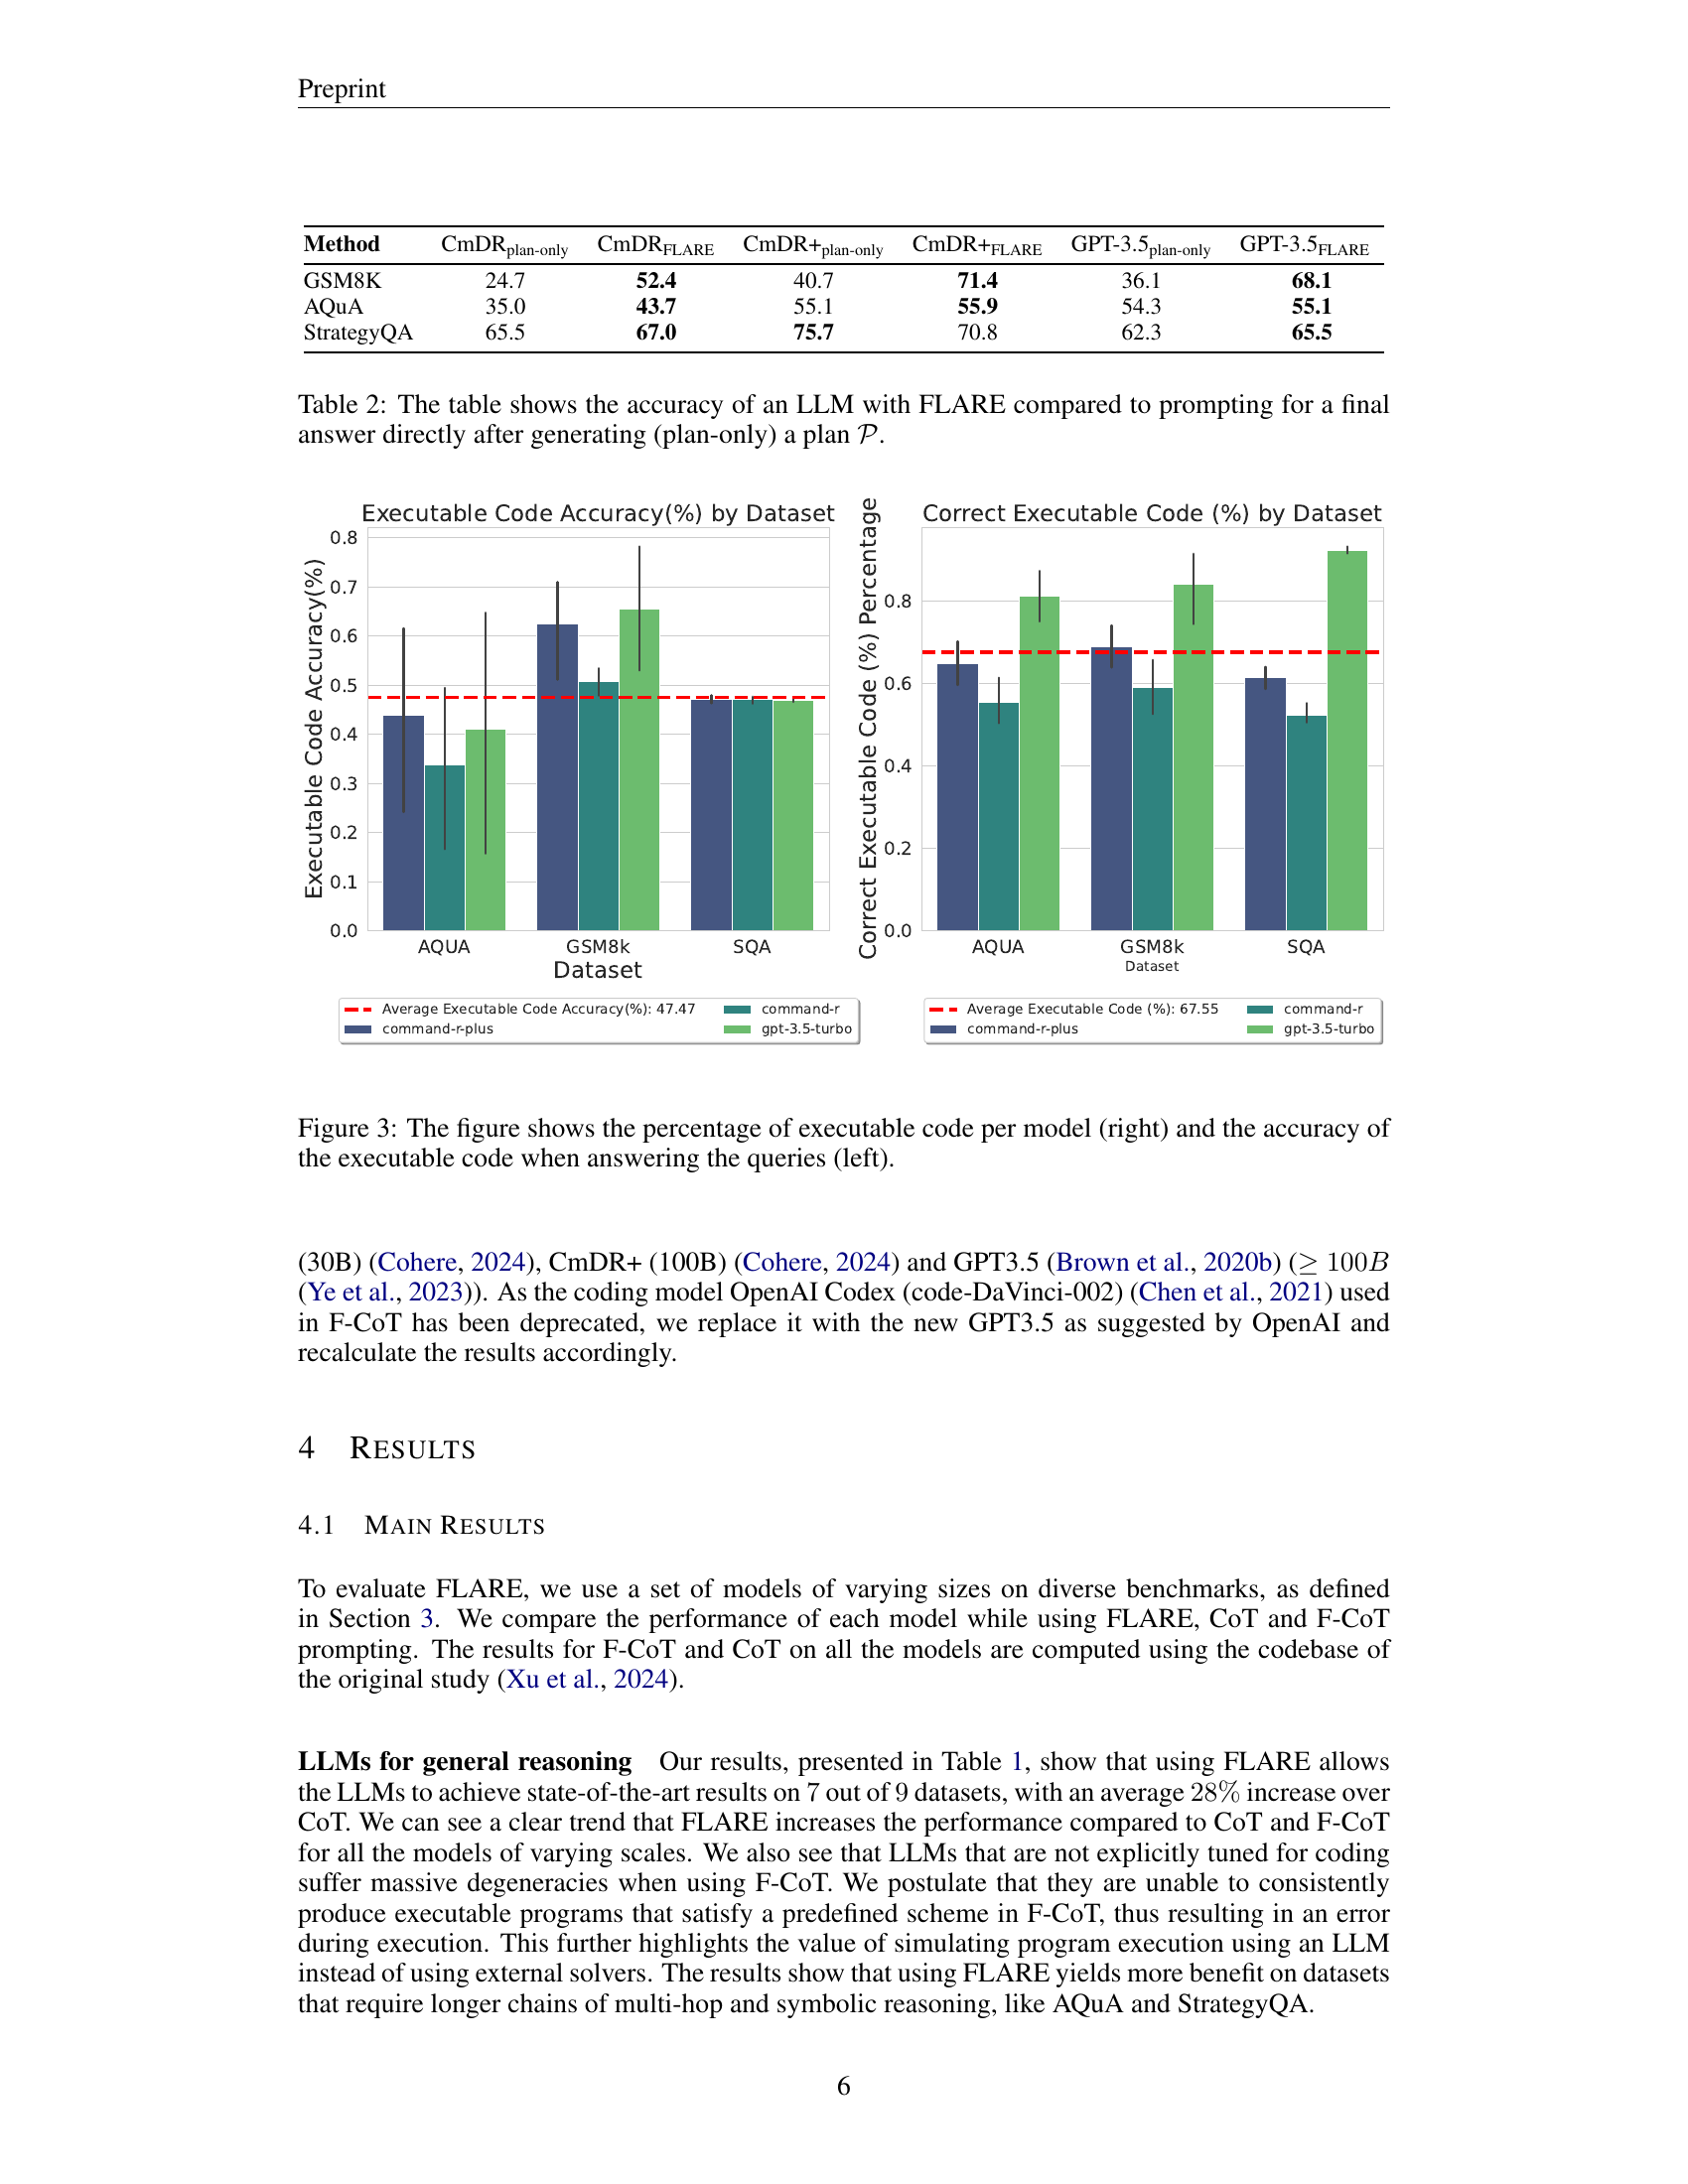 Preprint
Method CmDRplan-only CmDRFLARE CmDR+plan-only CmDR+FLARE GPT-3.5plan-only GPT-3.5FLARE
GSM8K 24.7 52.4 40.7 71.4 36.1 68.1
AQuA 35.0 43.7 55.1 55.9 54.3 55.1
StrategyQA 65.5 67.0 75.7 70.8 62.3 65.5
Table 2: The table shows the accuracy of an LLM with FLARE compared to prompting for a final
answer directly after generating (plan-only) a plan 𝒫.
Executable Code Accuracy(%) by Dataset
Executable Code Accuracy(%)
0.8
0.7
0.6
0.5
0.4
0.3
0.2
0.1
0.0
AQUA GSM8k SQA
Dataset
Average Executable Code Accuracy(%): 47.47 command-r
command-r-plus gpt-3.5-turbo
Correct Executable Code (%) by Dataset
Correct Executable Code (%) Percentage
0.8
0.6
0.4
0.2
0.0
AQUA GSM8k SQA
Dataset
Average Executable Code (%): 67.55 command-r
command-r-plus gpt-3.5-turbo
Figure 3: The figure shows the percentage of executable code per model (right) and the accuracy of
the executable code when answering the queries (left).
(30B) (Cohere, 2024), CmDR+ (100B) (Cohere, 2024) and GPT3.5 (Brown et al., 2020b) (≥ 100B
(Ye et al., 2023)). As the coding model OpenAI Codex (code-DaVinci-002) (Chen et al., 2021) used
in F-CoT has been deprecated, we replace it with the new GPT3.5 as suggested by OpenAI and
recalculate the results accordingly.
4 RESULTS
4.1 MAIN RESULTS
To evaluate FLARE, we use a set of models of varying sizes on diverse benchmarks, as defined
in Section 3. We compare the performance of each model while using FLARE, CoT and F-CoT
prompting. The results for F-CoT and CoT on all the models are computed using the codebase of
the original study (Xu et al., 2024).
LLMs for general reasoning Our results, presented in Table 1, show that using FLARE allows
the LLMs to achieve state-of-the-art results on 7 out of 9 datasets, with an average 28% increase over
CoT. We can see a clear trend that FLARE increases the performance compared to CoT and F-CoT
for all the models of varying scales. We also see that LLMs that are not explicitly tuned for coding
suffer massive degeneracies when using F-CoT. We postulate that they are unable to consistently
produce executable programs that satisfy a predefined scheme in F-CoT, thus resulting in an error
during execution. This further highlights the value of simulating program execution using an LLM
instead of using external solvers. The results show that using FLARE yields more benefit on datasets
that require longer chains of multi-hop and symbolic reasoning, like AQuA and StrategyQA.
6